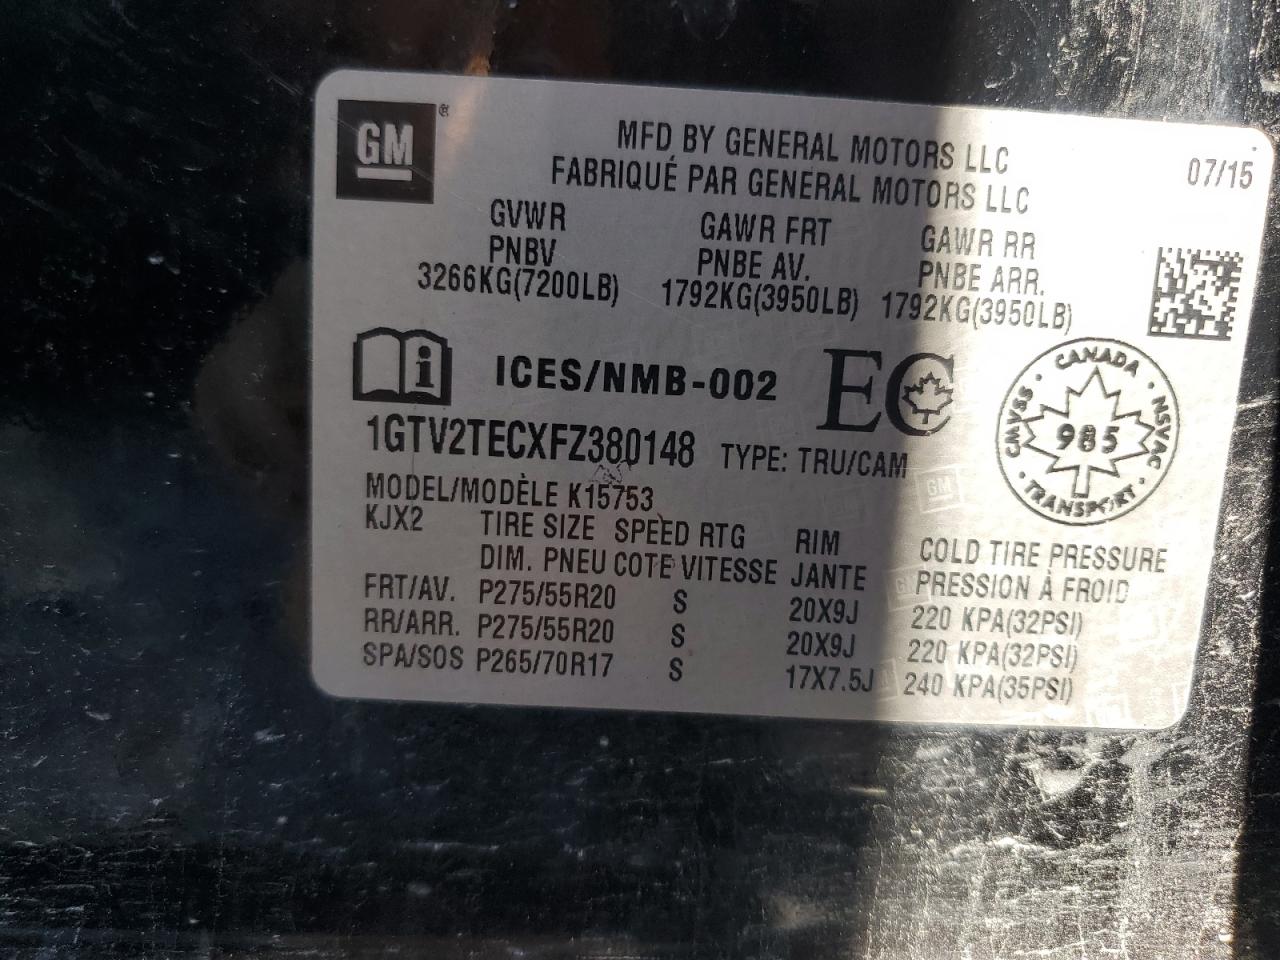 GM ®
MFD BY GENERAL MOTORS LLC 07/15
FABRIQUÉ PAR GENERAL MOTORS LLC
GVWR GAWR FRT GAWR RR
PNBV PNBE AV. PNBE ARR.
3266KG(7200LB) 1792KG(3950LB) 1792KG(3950LB)
i ICES/NMB-002 EC
CANADA · NSVAC · TRANSPORT · CMVSS ·
985
1GTV2TECXFZ380148 TYPE: TRU/CAM
MODEL/MODÈLE K15753
KJX2 TIRE SIZE SPEED RTG RIM COLD TIRE PRESSURE
DIM. PNEU COTE VITESSE JANTE PRESSION À FROID
FRT/AV. P275/55R20 S 20X9J 220 KPA(32PSI)
RR/ARR. P275/55R20 S 20X9J 220 KPA(32PSI)
SPA/SOS P265/70R17 S 17X7.5J 240 KPA(35PSI)